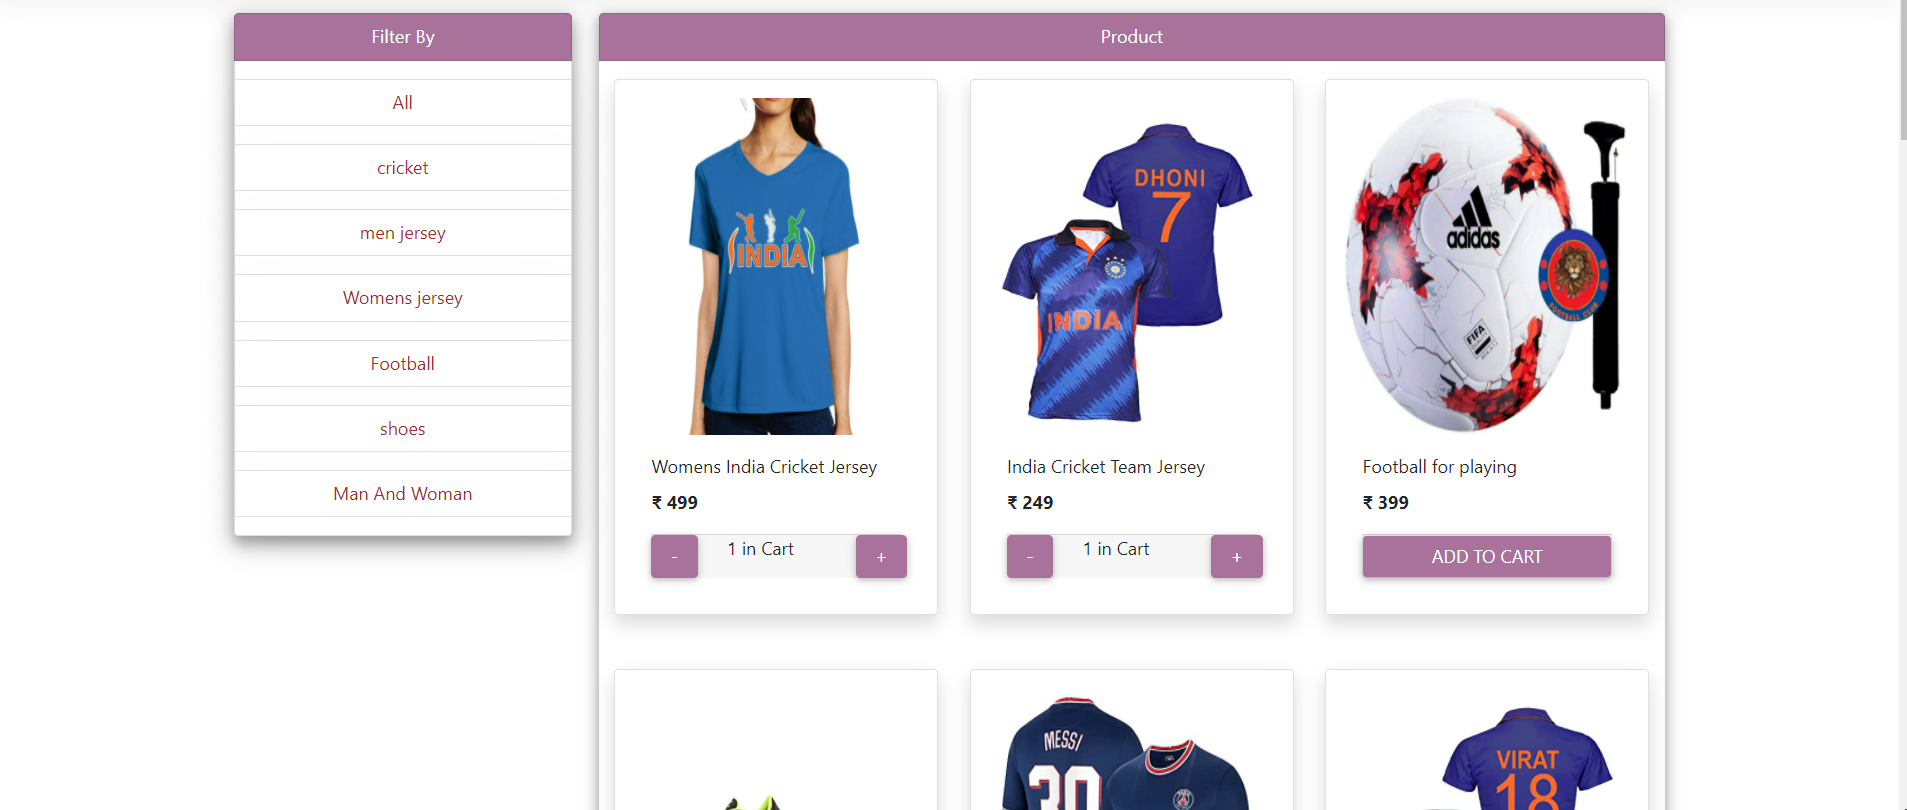 Filter By
All
cricket
men jersey
Womens jersey
Football
shoes
Man And Woman
Product
INDIA
Womens India Cricket Jersey
₹ 499
- 1 in Cart +
DHONI
7
INDIA
India Cricket Team Jersey
₹ 249
- 1 in Cart +
adidas
FOOTBALL CLUB
FIFA
Football for playing
₹ 399
ADD TO CART
MESSI
30
VIRAT
18